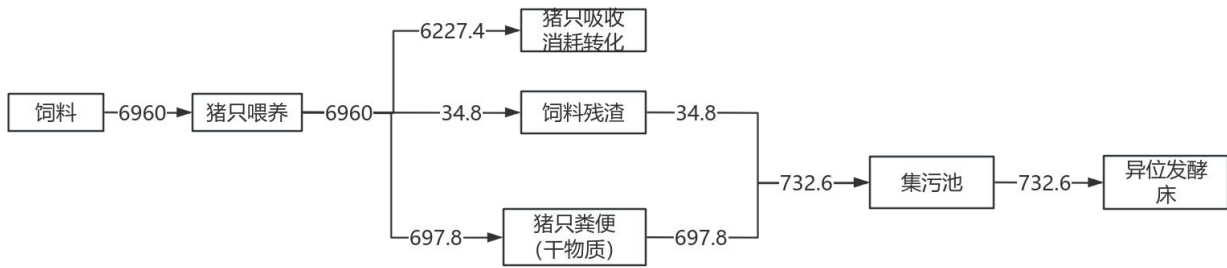 饲料
6960
猪只喂养
6960
6227.4
猪只吸收
消耗转化
34.8
饲料残渣
34.8
697.8
猪只粪便
(干物质)
697.8
732.6
集污池
732.6
异位发酵
床